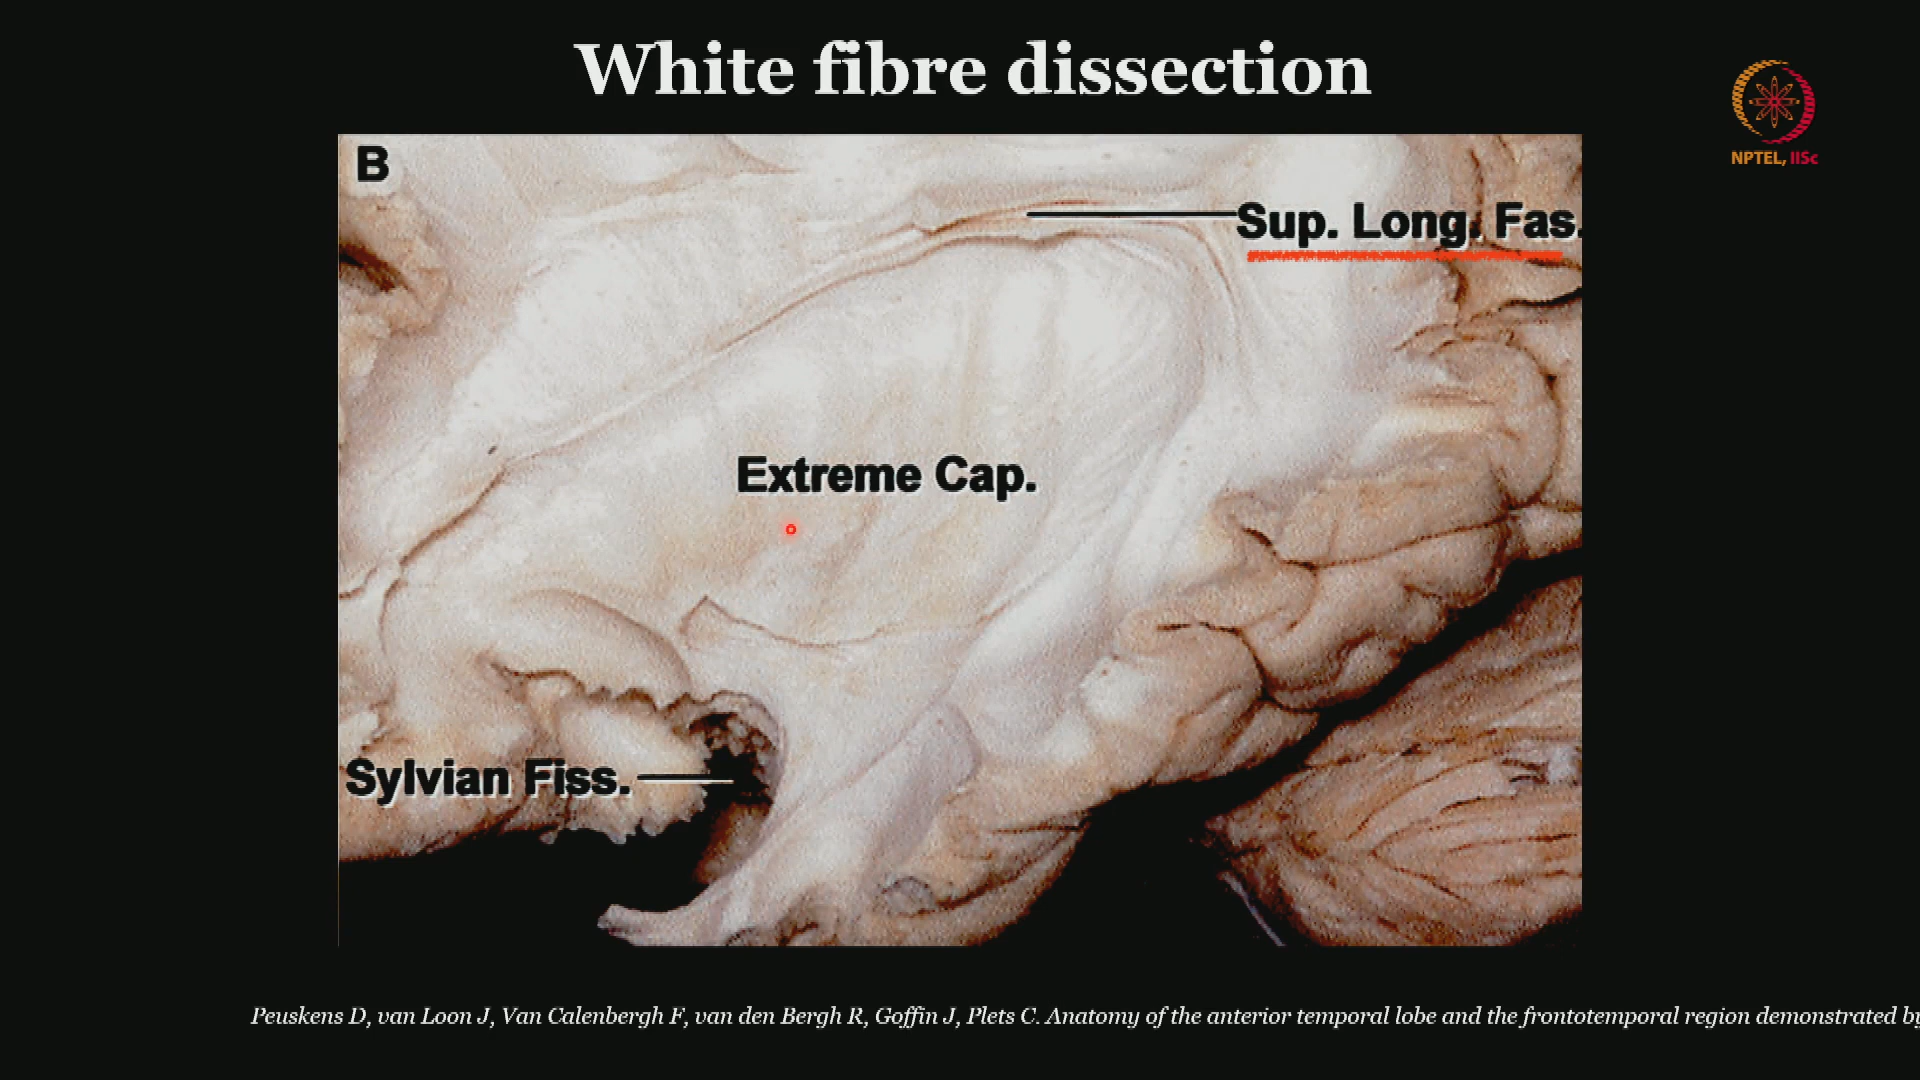 White fibre dissection
NPTEL, IISc
B
Sup. Long. Fas.
Extreme Cap.
Sylvian Fiss.
Peuskens D, van Loon J, Van Calenbergh F, van den Bergh R, Goffin J, Plets C. Anatomy of the anterior temporal lobe and the frontotemporal region demonstrated by